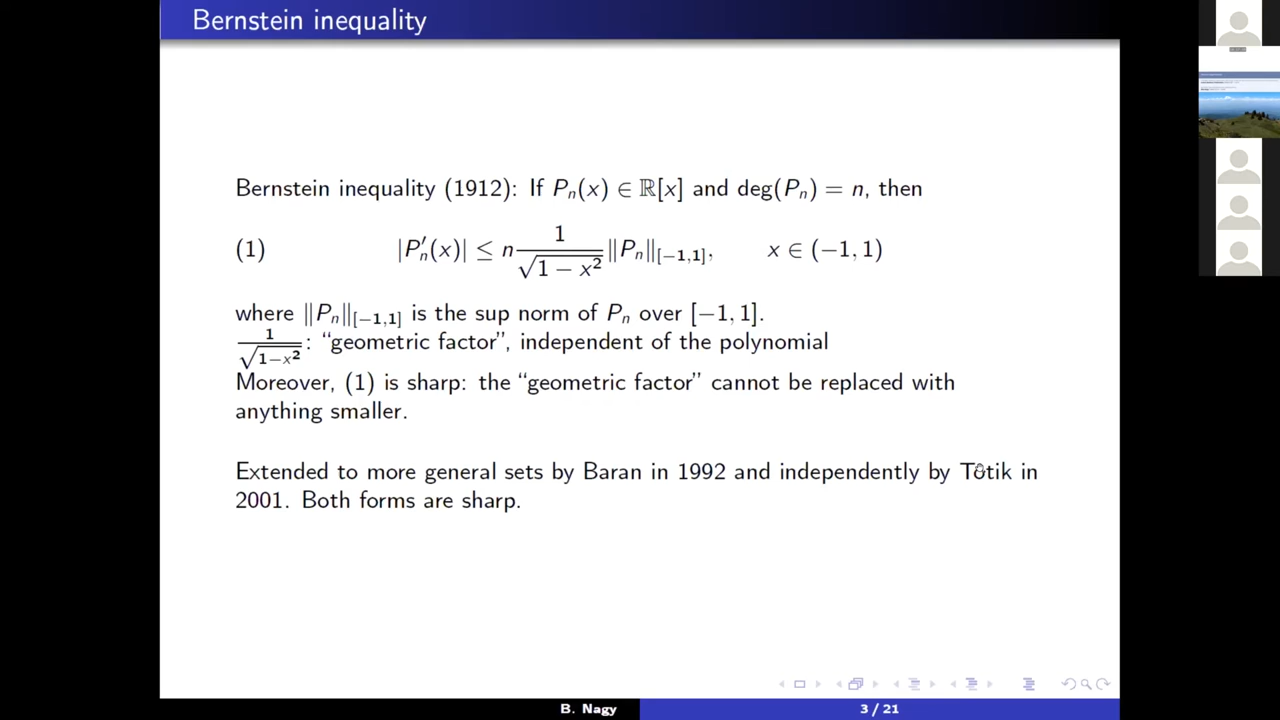 Bernstein inequality
Bernstein inequality (1912): If Pₙ(x) ∈ ℝ[x] and deg(Pₙ) = n, then
(1) |P′ₙ(x)| ≤ n 1/√(1 − x²) ‖Pₙ‖[−1,1], x ∈ (−1, 1)
where ‖Pₙ‖[−1,1] is the sup norm of Pₙ over [−1, 1].
1/√(1−x²): “geometric factor”, independent of the polynomial
Moreover, (1) is sharp: the “geometric factor” cannot be replaced with
anything smaller.
Extended to more general sets by Baran in 1992 and independently by Totik in
2001. Both forms are sharp.
B. Nagy
3 / 21